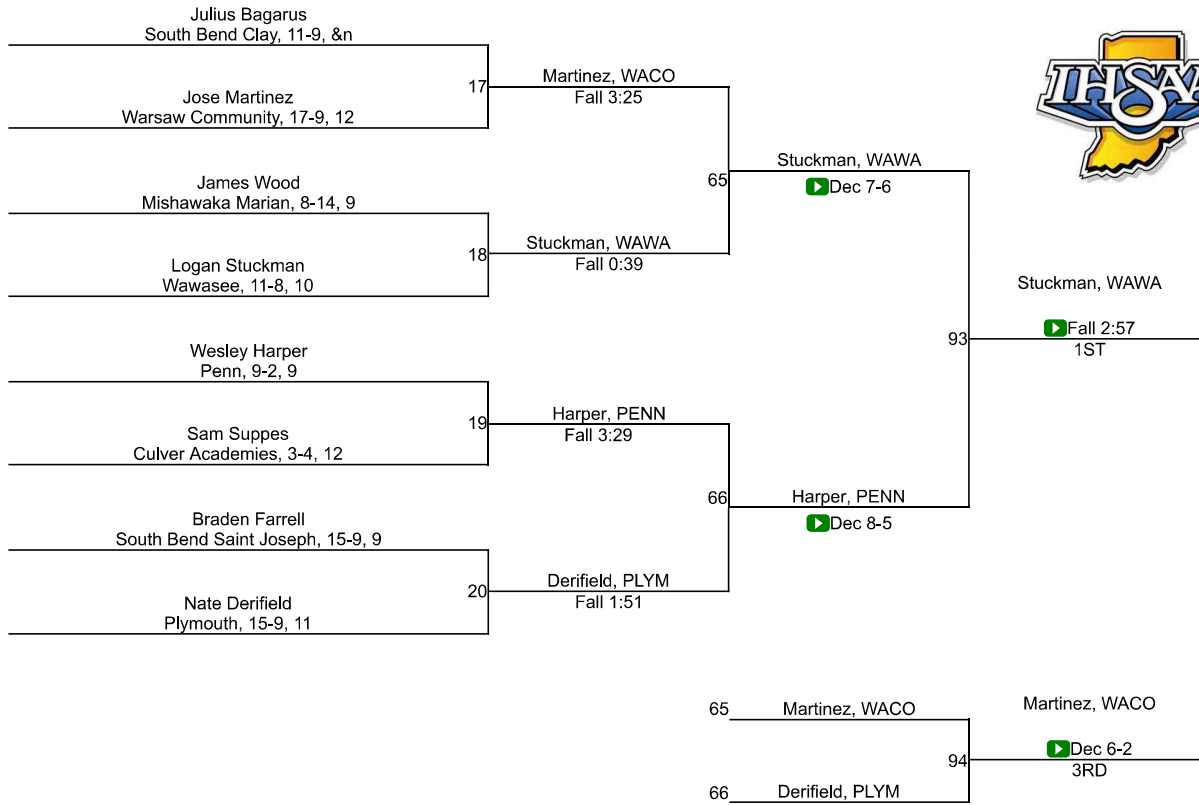 Julius Bagarus
South Bend Clay, 11-9, &n
17
Jose Martinez
Warsaw Community, 17-9, 12
Martinez, WACO
Fall 3:25
James Wood
Mishawaka Marian, 8-14, 9
18
Logan Stuckman
Wawasee, 11-8, 10
Stuckman, WAWA
Fall 0:39
65
Stuckman, WAWA
Dec 7-6
Wesley Harper
Penn, 9-2, 9
19
Sam Suppes
Culver Academies, 3-4, 12
Harper, PENN
Fall 3:29
Braden Farrell
South Bend Saint Joseph, 15-9, 9
20
Nate Derifield
Plymouth, 15-9, 11
Derifield, PLYM
Fall 1:51
66
Harper, PENN
Dec 8-5
93
Stuckman, WAWA
Fall 2:57
1ST
IHSAA
65
Martinez, WACO
66
Derifield, PLYM
94
Martinez, WACO
Dec 6-2
3RD